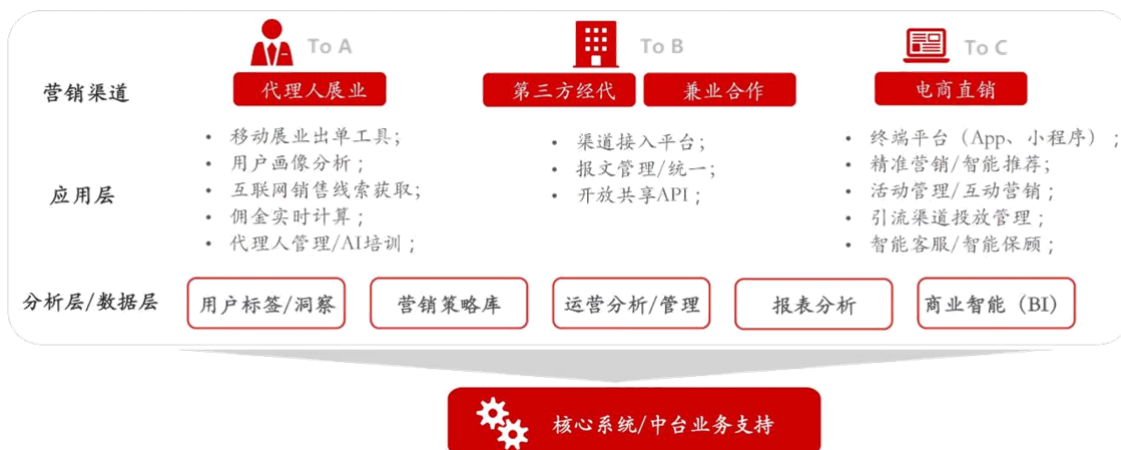 To A
To B
To C
营销渠道
代理人展业
第三方经代
兼业合作
电商直销
应用层
• 移动展业出单工具；
• 用户画像分析；
• 互联网销售线索获取；
• 佣金实时计算；
• 代理人管理/AI培训；
• 渠道接入平台；
• 报文管理/统一；
• 开放共享API；
• 终端平台（App、小程序）；
• 精准营销/智能推荐；
• 活动管理/互动营销；
• 引流渠道投放管理；
• 智能客服/智能保顾；
分析层/数据层
用户标签/洞察
营销策略库
运营分析/管理
报表分析
商业智能（BI）
核心系统/中台业务支持